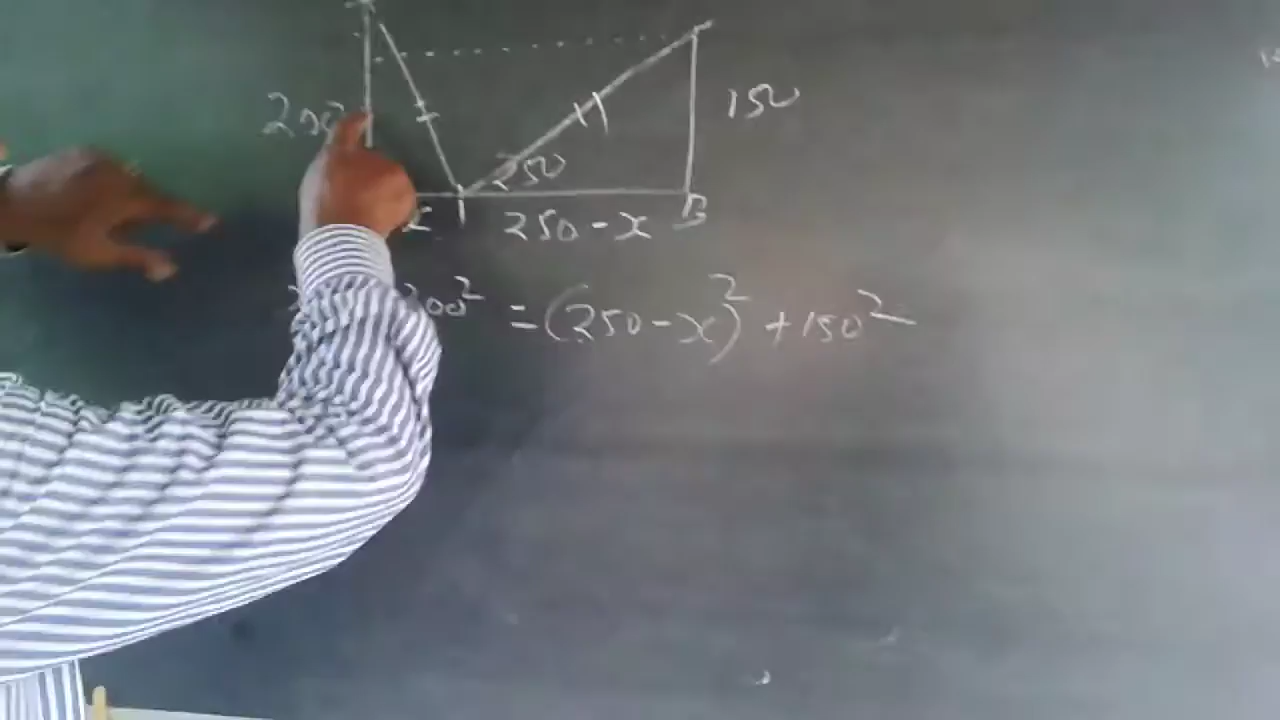 200
150
250
x
250-x
B
200² = (250-x)² + 150²